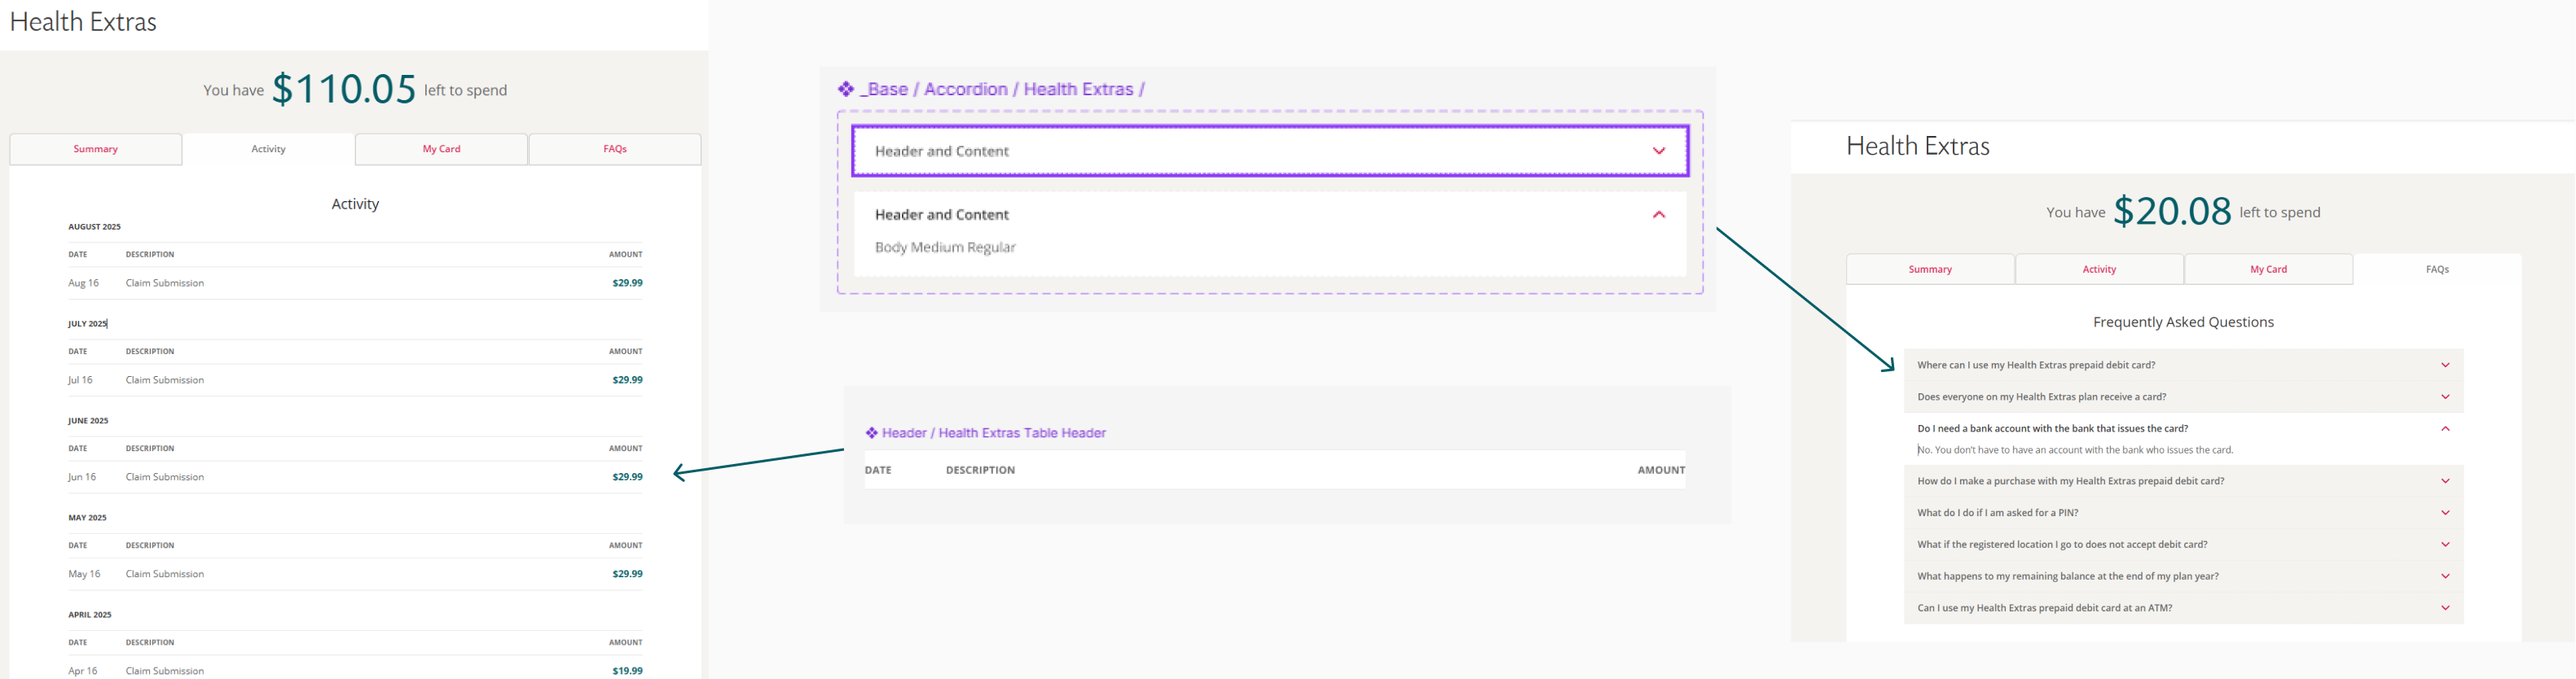 Health Extras
You have $110.05 left to spend
Summary Activity My Card FAQs
Activity
AUGUST 2025
DATE DESCRIPTION AMOUNT
Aug 16 Claim Submission $29.99
JULY 2025
DATE DESCRIPTION AMOUNT
Jul 16 Claim Submission $29.99
JUNE 2025
DATE DESCRIPTION AMOUNT
Jun 16 Claim Submission $29.99
MAY 2025
DATE DESCRIPTION AMOUNT
May 16 Claim Submission $29.99
APRIL 2025
DATE DESCRIPTION AMOUNT
Apr 16 Claim Submission $19.99
_Base / Accordion / Health Extras /
Header and Content
Header and Content
Body Medium Regular
Header / Health Extras Table Header
DATE DESCRIPTION AMOUNT
Health Extras
You have $20.08 left to spend
Summary Activity My Card FAQs
Frequently Asked Questions
Where can I use my Health Extras prepaid debit card?
Does everyone on my Health Extras plan receive a card?
Do I need a bank account with the bank that issues the card?
No. You don't have to have an account with the bank who issues the card.
How do I make a purchase with my Health Extras prepaid debit card?
What do I do if I am asked for a PIN?
What if the registered location I go to does not accept debit card?
What happens to my remaining balance at the end of my plan year?
Can I use my Health Extras prepaid debit card at an ATM?